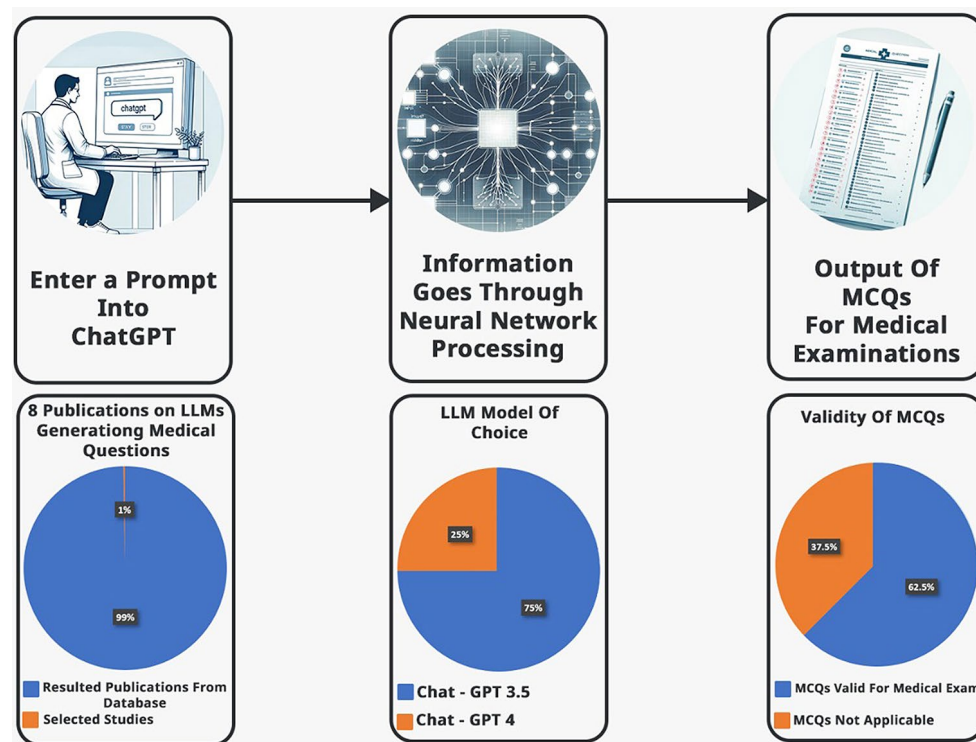 chatgpt
Enter a Prompt
Into
ChatGPT
Information
Goes Through
Neural Network
Processing
Output Of
MCQs
For Medical
Examinations
8 Publications on LLMs
Generationg Medical
Questions
1%
99%
Resulted Publications From
Database
Selected Studies
LLM Model Of
Choice
25%
75%
Chat - GPT 3.5
Chat - GPT 4
Validity Of MCQs
37.5%
62.5%
MCQs Valid For Medical Exam
MCQs Not Applicable